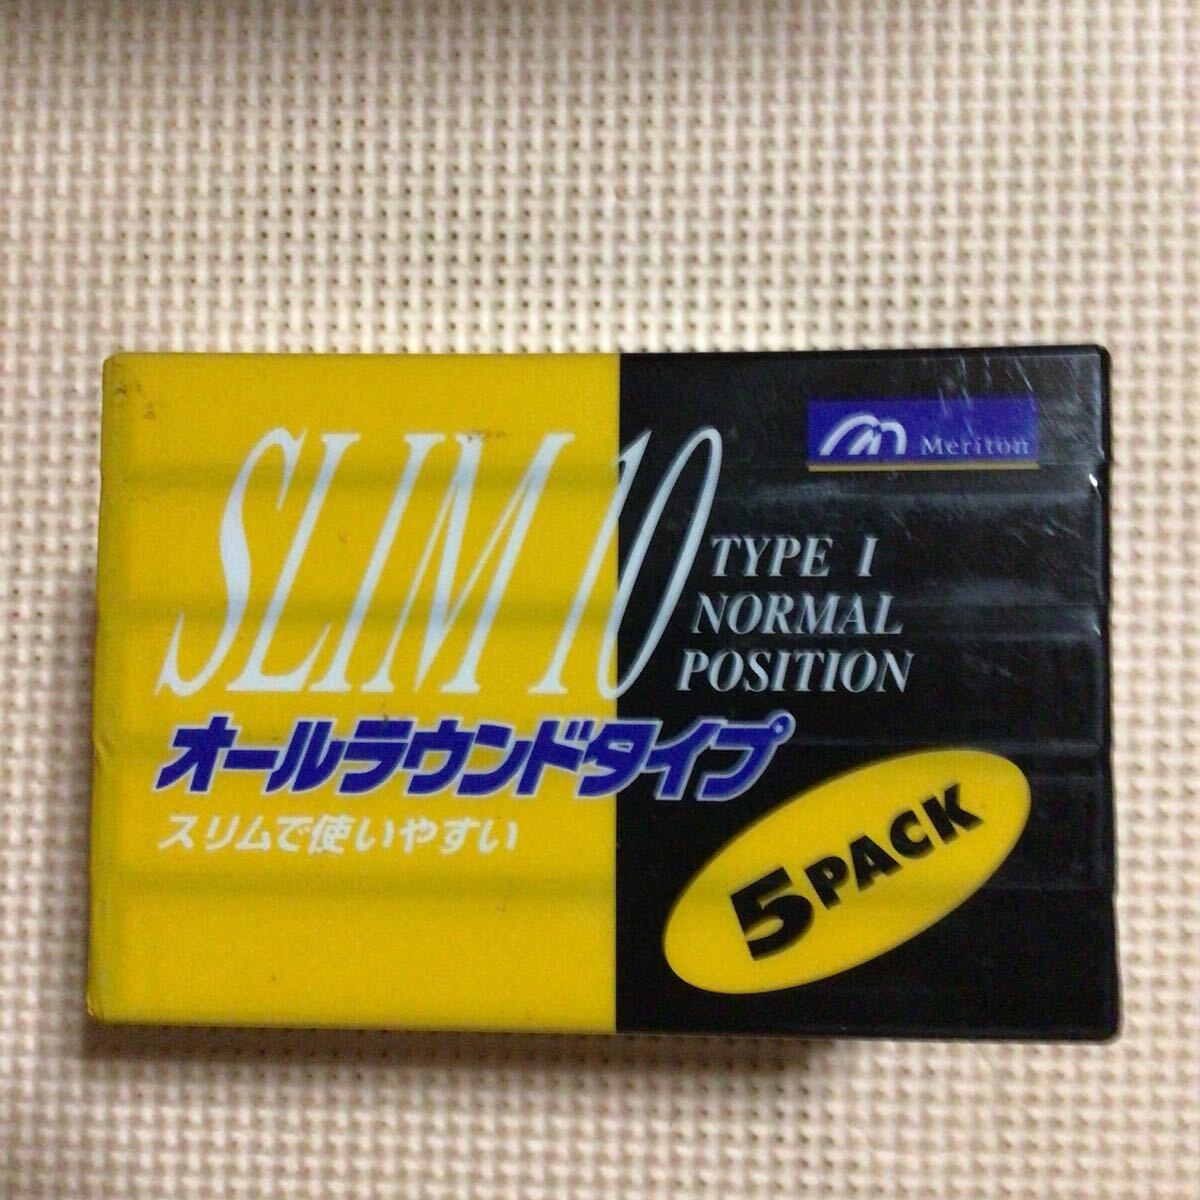 Meriton
SLIM 10
TYPE I
NORMAL
POSITION
オールラウンドタイプ
スリムで使いやすい
5PACK